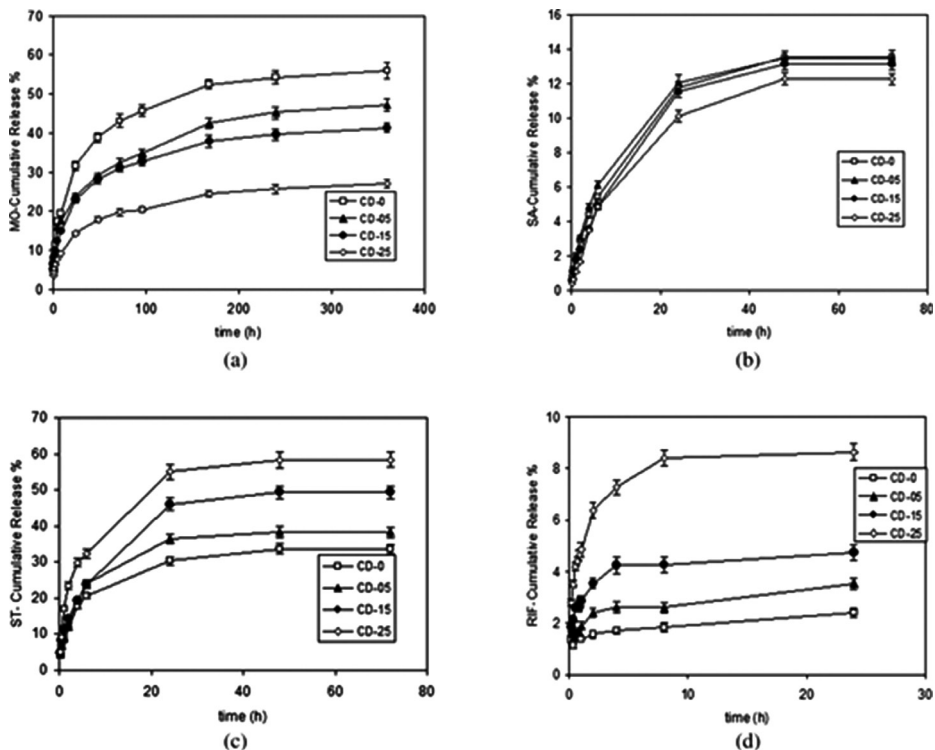 70
60
50
40
30
20
10
0
MO-Cumulative Release %
CD-0
CD-05
CD-15
CD-25
0 100 200 300 400
time (h)
(a)
16
14
12
10
8
6
4
2
0
SA-Cumulative Release %
CD-0
CD-05
CD-15
CD-25
0 20 40 60 80
time (h)
(b)
70
60
50
40
30
20
10
0
ST- Cumulative Release %
CD-0
CD-05
CD-15
CD-25
0 20 40 60 80
time (h)
(c)
10
8
6
4
2
0
RIF- Cumulative Release %
CD-0
CD-05
CD-15
CD-25
0 10 20 30
time (h)
(d)